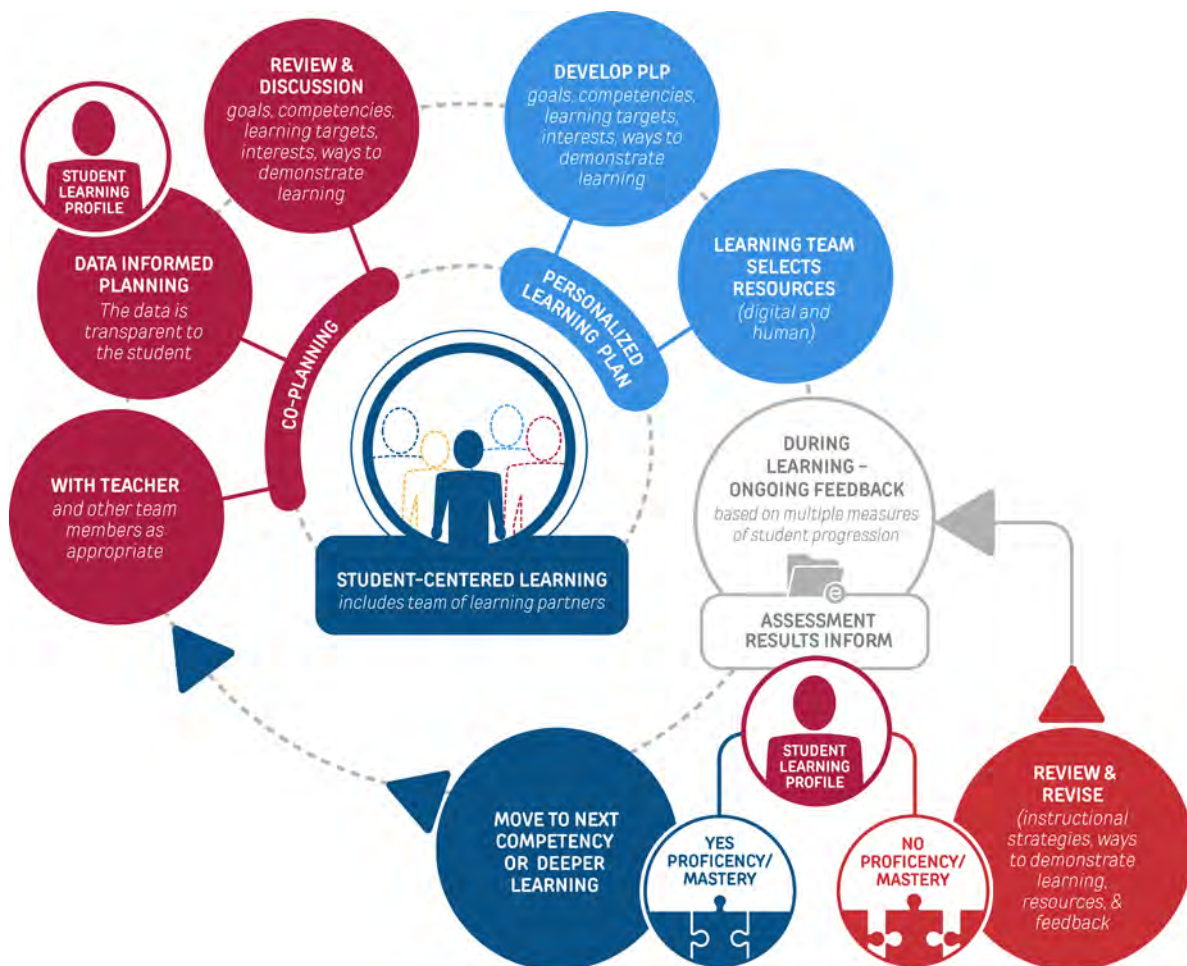 REVIEW &
DISCUSSION
goals, competencies,
learning targets,
interests, ways to
demonstrate
learning
DEVELOP PLP
goals, competencies,
learning targets,
interests, ways to
demonstrate
learning
STUDENT
LEARNING
PROFILE
DATA INFORMED
PLANNING
The data is
transparent to
the student
WITH TEACHER
and other team
members as
appropriate
CO-PLANNING
PERSONALIZED
LEARNING PLAN
LEARNING TEAM
SELECTS
RESOURCES
(digital and
human)
STUDENT-CENTERED LEARNING
includes team of learning partners
DURING
LEARNING –
ONGOING FEEDBACK
based on multiple measures
of student progression
e
ASSESSMENT
RESULTS INFORM
STUDENT
LEARNING
PROFILE
MOVE TO NEXT
COMPETENCY
OR DEEPER
LEARNING
YES
PROFICENCY/
MASTERY
NO
PROFICENCY/
MASTERY
REVIEW &
REVISE
(instructional
strategies, ways
to demonstrate
learning,
resources, &
feedback